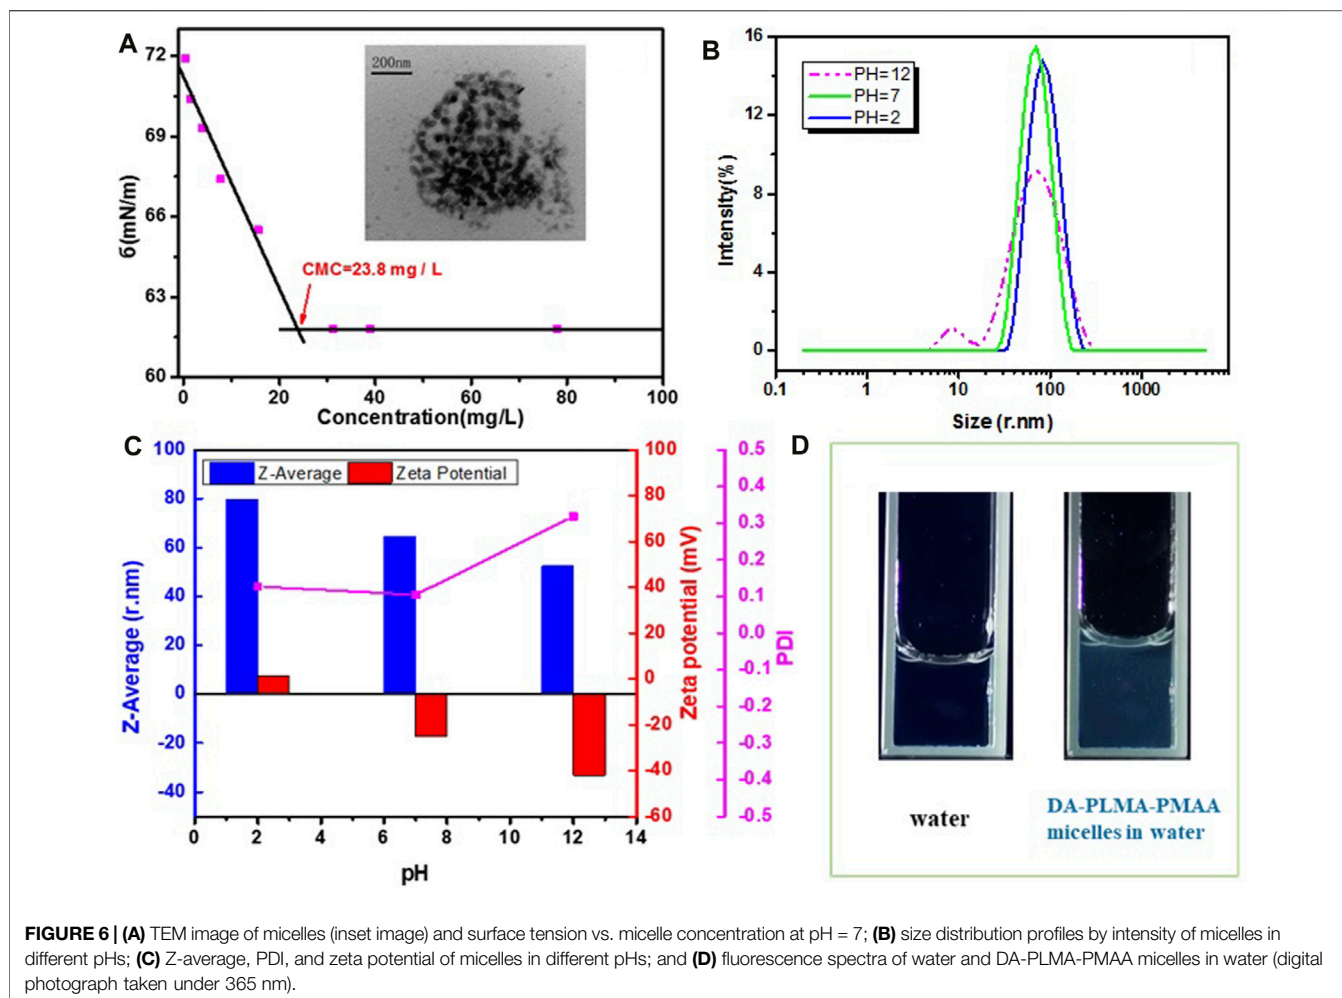 A
72
69
66
63
60
б(mN/m)
200nm
CMC=23.8 mg / L
0
20
40
60
80
100
Concentration(mg/L)
B
16
12
8
4
0
Intensity(%)
PH=12
PH=7
PH=2
0.1
1
10
100
1000
Size (r.nm)
C
100
80
60
40
20
0
-20
-40
Z-Average (r.nm)
Z-Average
Zeta Potential
100
80
60
40
20
0
-20
-40
-60
Zeta potential (mV)
0.5
0.4
0.3
0.2
0.1
0.0
-0.1
-0.2
-0.3
-0.4
-0.5
PDI
0
2
4
6
8
10
12
14
pH
D
water
DA-PLMA-PMAA
micelles in water
FIGURE 6 | (A) TEM image of micelles (inset image) and surface tension vs. micelle concentration at pH = 7; (B) size distribution profiles by intensity of micelles in
different pHs; (C) Z-average, PDI, and zeta potential of micelles in different pHs; and (D) fluorescence spectra of water and DA-PLMA-PMAA micelles in water (digital
photograph taken under 365 nm).